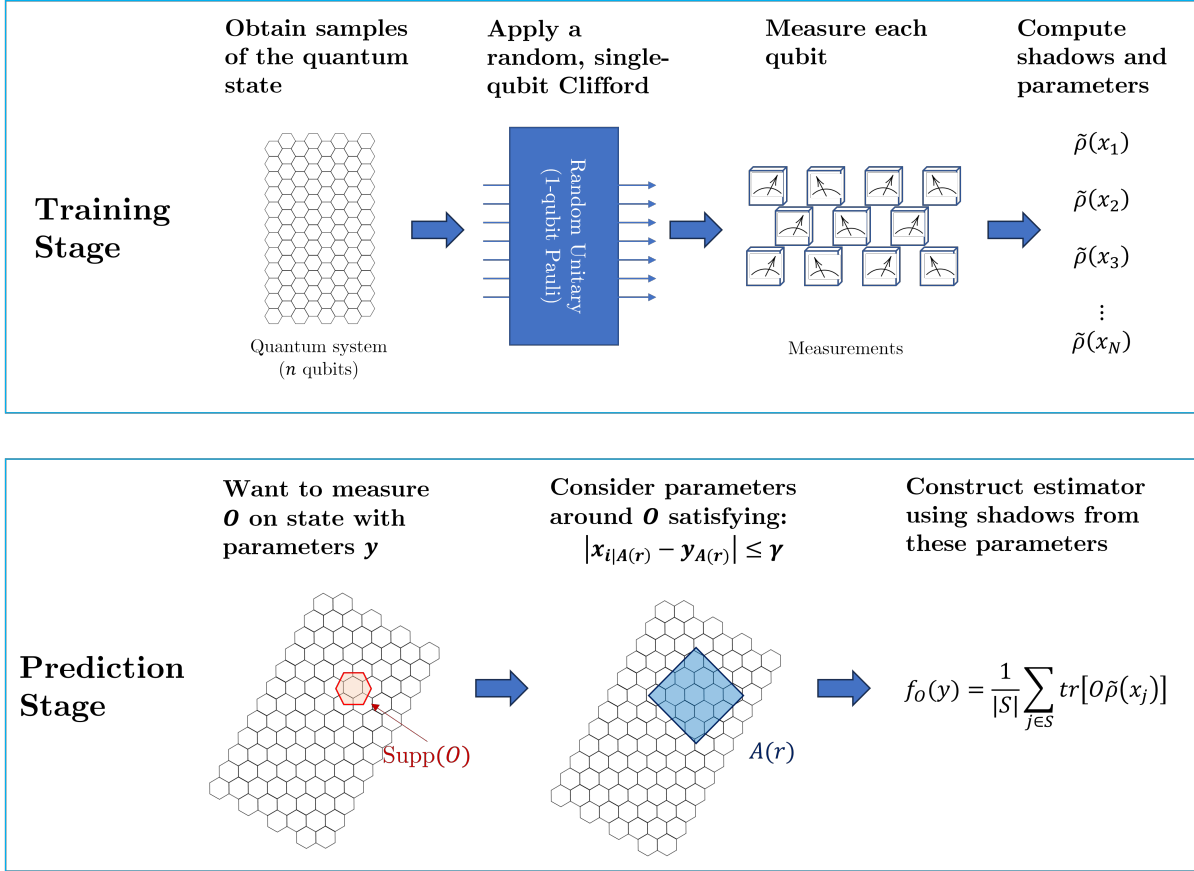 Obtain samples
of the quantum
state
Apply a
random, single-
qubit Clifford
Measure each
qubit
Compute
shadows and
parameters
Training
Stage
Random Unitary
(1-qubit Pauli)
Quantum system
(n qubits)
Measurements
ρ̃(x₁)
ρ̃(x₂)
ρ̃(x₃)
⋮
ρ̃(x_N)
Want to measure
O on state with
parameters y
Consider parameters
around O satisfying:
|x_{i|A(r)} − y_{A(r)}| ≤ γ
Construct estimator
using shadows from
these parameters
Prediction
Stage
Supp(O)
A(r)
f_O(y) = \frac{1}{|S|} ∑_{j∈S} tr[Oρ̃(x_j)]